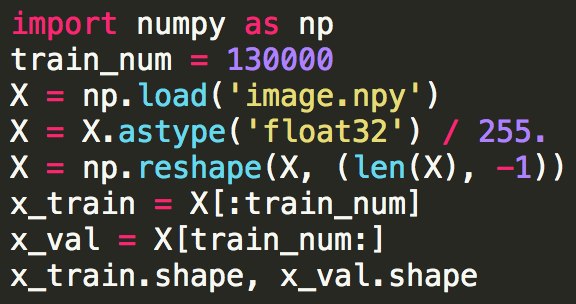 import numpy as np
train_num = 130000
X = np.load('image.npy')
X = X.astype('float32') / 255.
X = np.reshape(X, (len(X), -1))
x_train = X[:train_num]
x_val = X[train_num:]
x_train.shape, x_val.shape